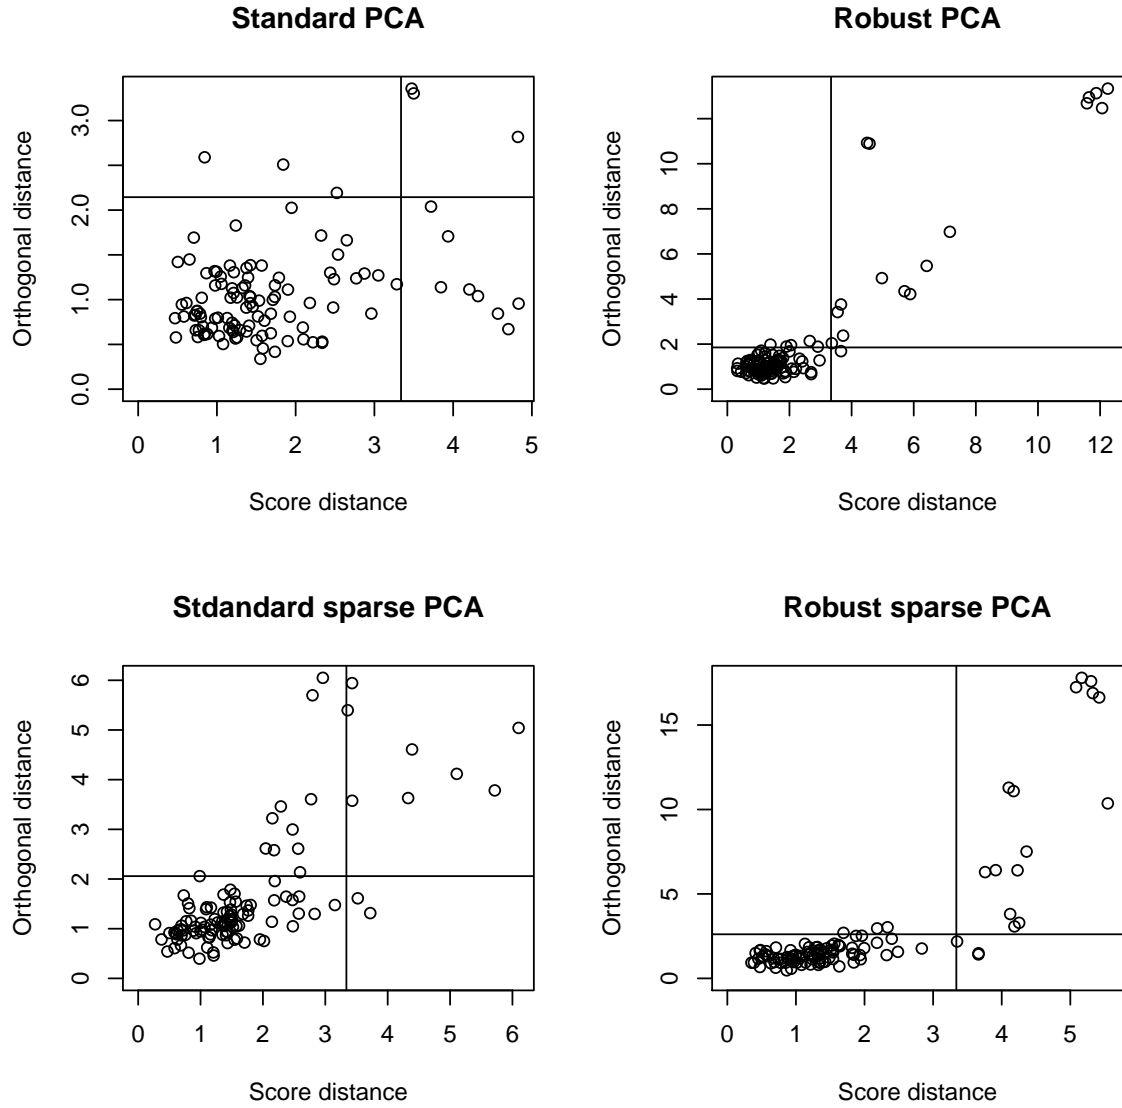 Standard PCA
Orthogonal distance
0.0 1.0 2.0 3.0
0 1 2 3 4 5
Score distance
Robust PCA
Orthogonal distance
0 2 4 6 8 10
0 2 4 6 8 10 12
Score distance
Stdandard sparse PCA
Orthogonal distance
0 1 2 3 4 5 6
0 1 2 3 4 5 6
Score distance
Robust sparse PCA
Orthogonal distance
0 5 10 15
0 1 2 3 4 5
Score distance